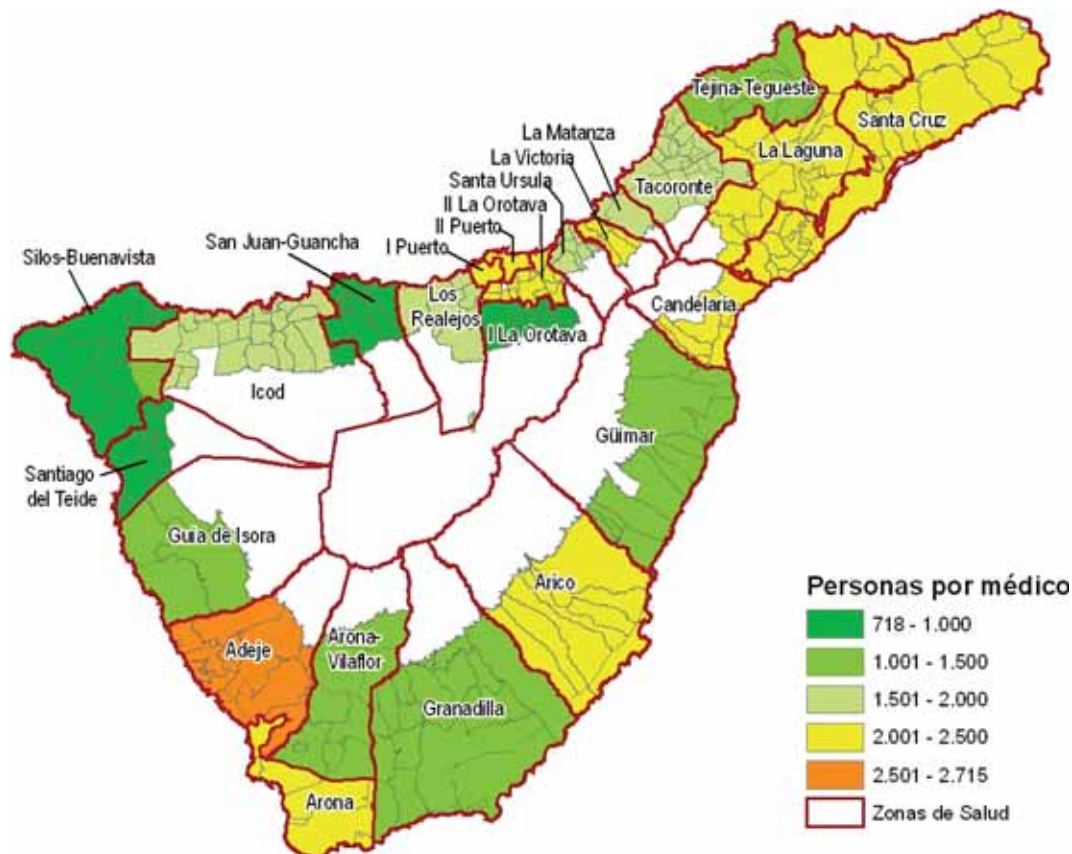 Tejina-Tegueste
Santa Cruz
La Matanza
La Laguna
La Victoria
Santa Ursula
Tacoronte
II La Orotava
II Puerto
San Juan-Guancha
I Puerto
Silos-Buenavista
Los
Realejos
Candelaria
I La Orotava
Icod
Güimar
Santiago
del Teide
Guia de Isora
Arico
Adeje
Arona-
Vilaflor
Granadilla
Arona
Personas por médico
718 - 1.000
1.001 - 1.500
1.501 - 2.000
2.001 - 2.500
2.501 - 2.715
Zonas de Salud